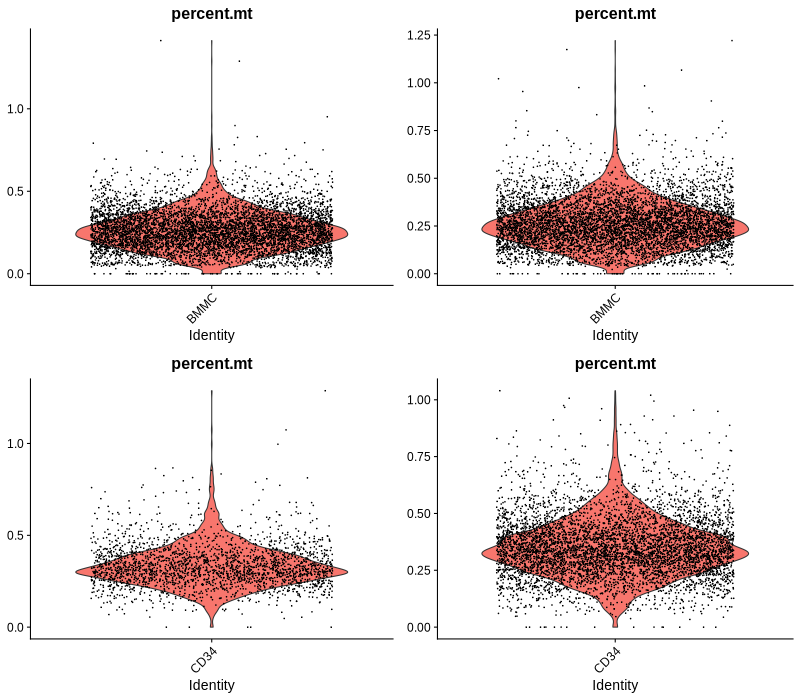 percent.mt
1.0
0.5
0.0
BMMC
Identity
percent.mt
1.25
1.00
0.75
0.50
0.25
0.00
BMMC
Identity
percent.mt
1.0
0.5
0.0
CD34
Identity
percent.mt
1.00
0.75
0.50
0.25
0.00
CD34
Identity